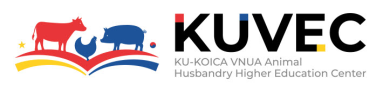 KUVEC
KU-KOICA VNUA Animal
Husbandry Higher Education Center